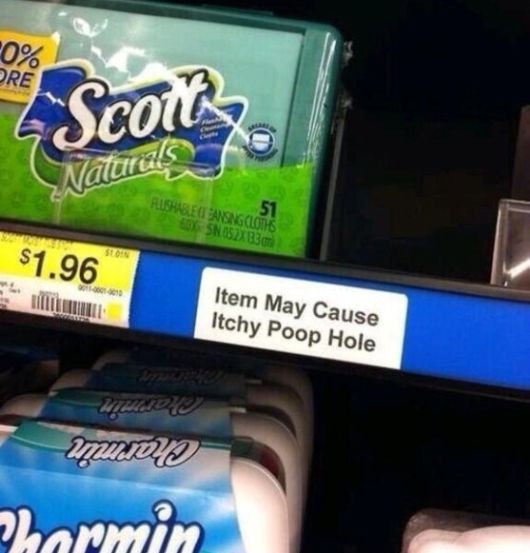 0%
ORE
Scott
Naturals
51
FLUSHABLE CLEANSING CLOTHS
$1.96
Item May Cause
Itchy Poop Hole
Charmin
Charmin
Charmin
Charmin